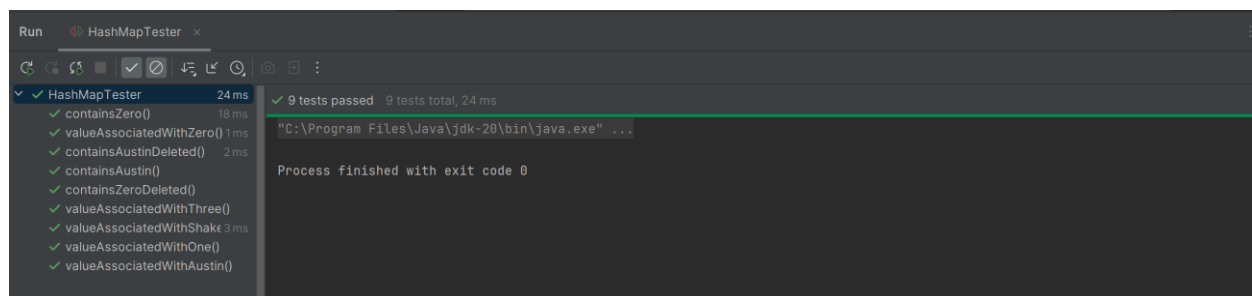 Run HashMapTester ×
HashMapTester 24 ms
containsZero() 18 ms
valueAssociatedWithZero() 1 ms
containsAustinDeleted() 2 ms
containsAustin()
containsZeroDeleted()
valueAssociatedWithThree()
valueAssociatedWithShake 3 ms
valueAssociatedWithOne()
valueAssociatedWithAustin()
9 tests passed 9 tests total, 24 ms
"C:\Program Files\Java\jdk-20\bin\java.exe" ...
Process finished with exit code 0